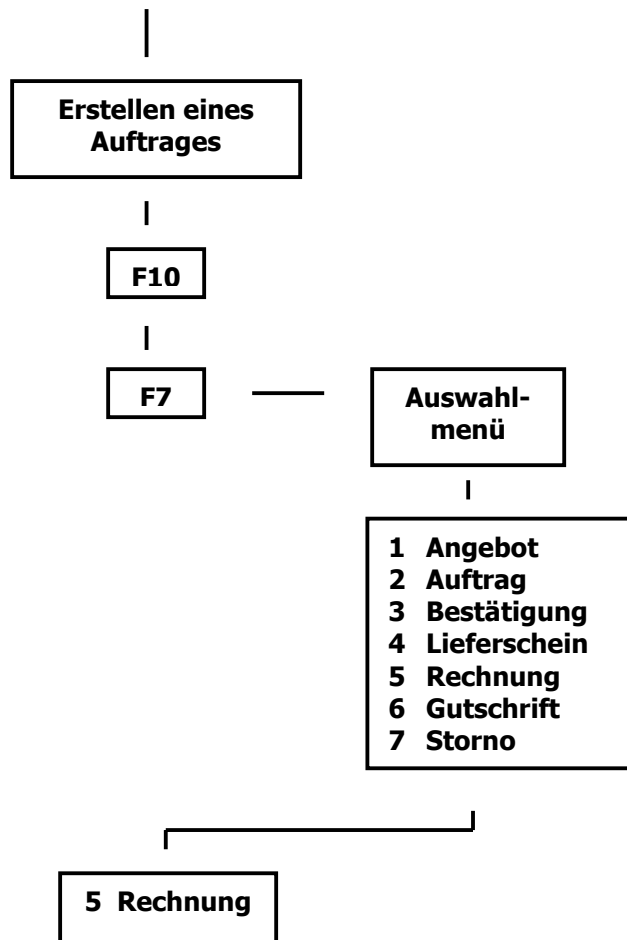 Erstellen eines
Auftrages
F10
F7
Auswahl-
menü
1 Angebot
2 Auftrag
3 Bestätigung
4 Lieferschein
5 Rechnung
6 Gutschrift
7 Storno
5 Rechnung